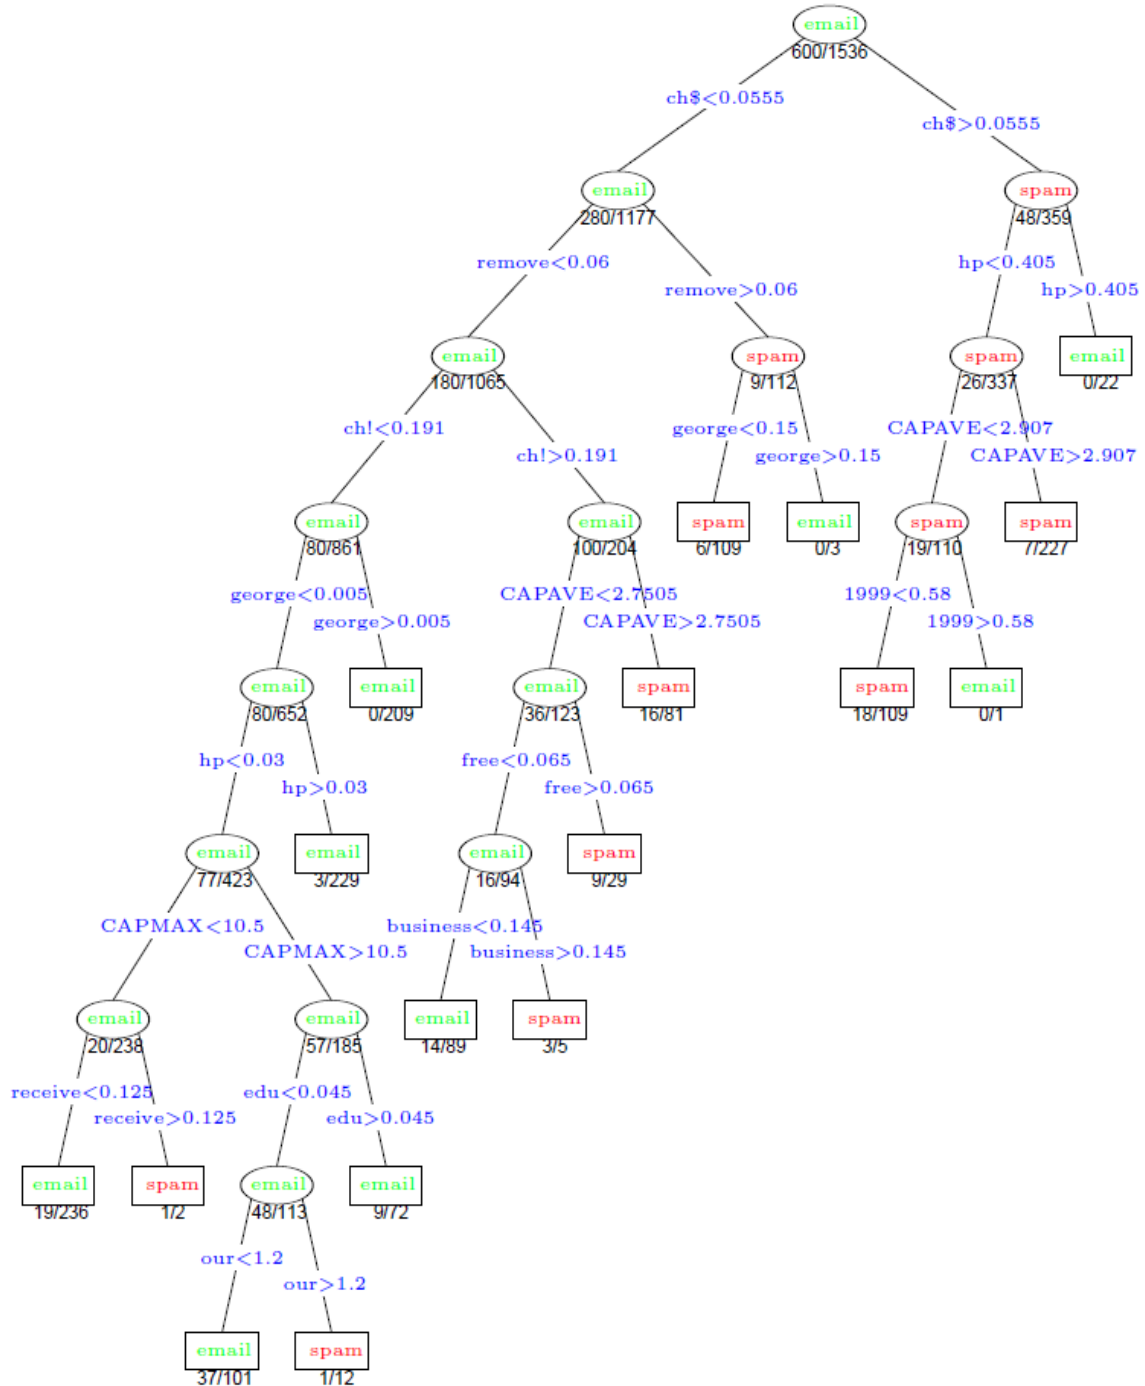 email
600/1536
ch$<0.0555
ch$>0.0555
email
280/1177
spam
48/359
remove<0.06
remove>0.06
hp<0.405
hp>0.405
email
180/1065
spam
9/112
spam
26/337
email
0/22
ch!<0.191
ch!>0.191
george<0.15
george>0.15
CAPAVE<2.907
CAPAVE>2.907
email
80/861
email
100/204
spam
6/109
email
0/3
spam
19/110
spam
7/227
george<0.005
george>0.005
CAPAVE<2.7505
CAPAVE>2.7505
1999<0.58
1999>0.58
email
80/652
email
0/209
email
36/123
spam
16/81
spam
18/109
email
0/1
hp<0.03
hp>0.03
free<0.065
free>0.065
email
77/423
email
3/229
email
16/94
spam
9/29
CAPMAX<10.5
CAPMAX>10.5
business<0.145
business>0.145
email
20/238
email
57/185
email
14/89
spam
3/5
receive<0.125
receive>0.125
edu<0.045
edu>0.045
email
19/236
spam
1/2
email
48/113
email
9/72
our<1.2
our>1.2
email
37/101
spam
1/12